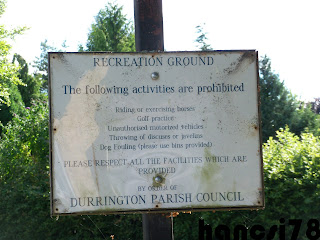 RECREATION GROUND
The following activities are prohibited
Riding or exercising horses
Golf practice
Unauthorised motorized vehicles
Throwing of discuses or javelins
Dog Fouling (please use bins provided)
PLEASE RESPECT ALL THE FACILITIES WHICH ARE
PROVIDED
BY ORDER OF
DURRINGTON PARISH COUNCIL
hancsi78